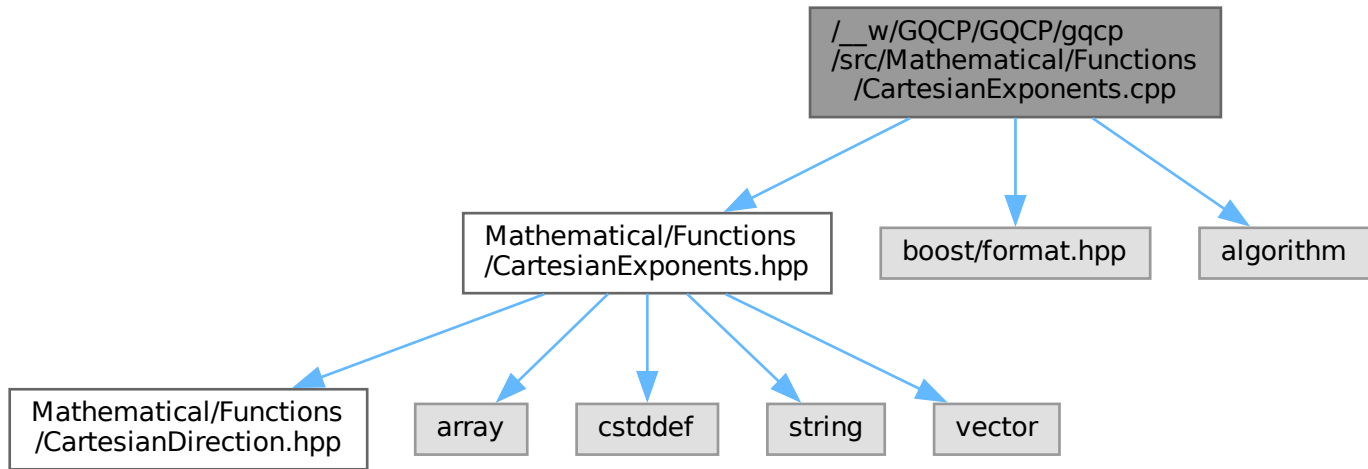 /__w/GQCP/GQCP/gqcp
/src/Mathematical/Functions
/CartesianExponents.cpp
Mathematical/Functions
/CartesianExponents.hpp
boost/format.hpp
algorithm
Mathematical/Functions
/CartesianDirection.hpp
array
cstddef
string
vector